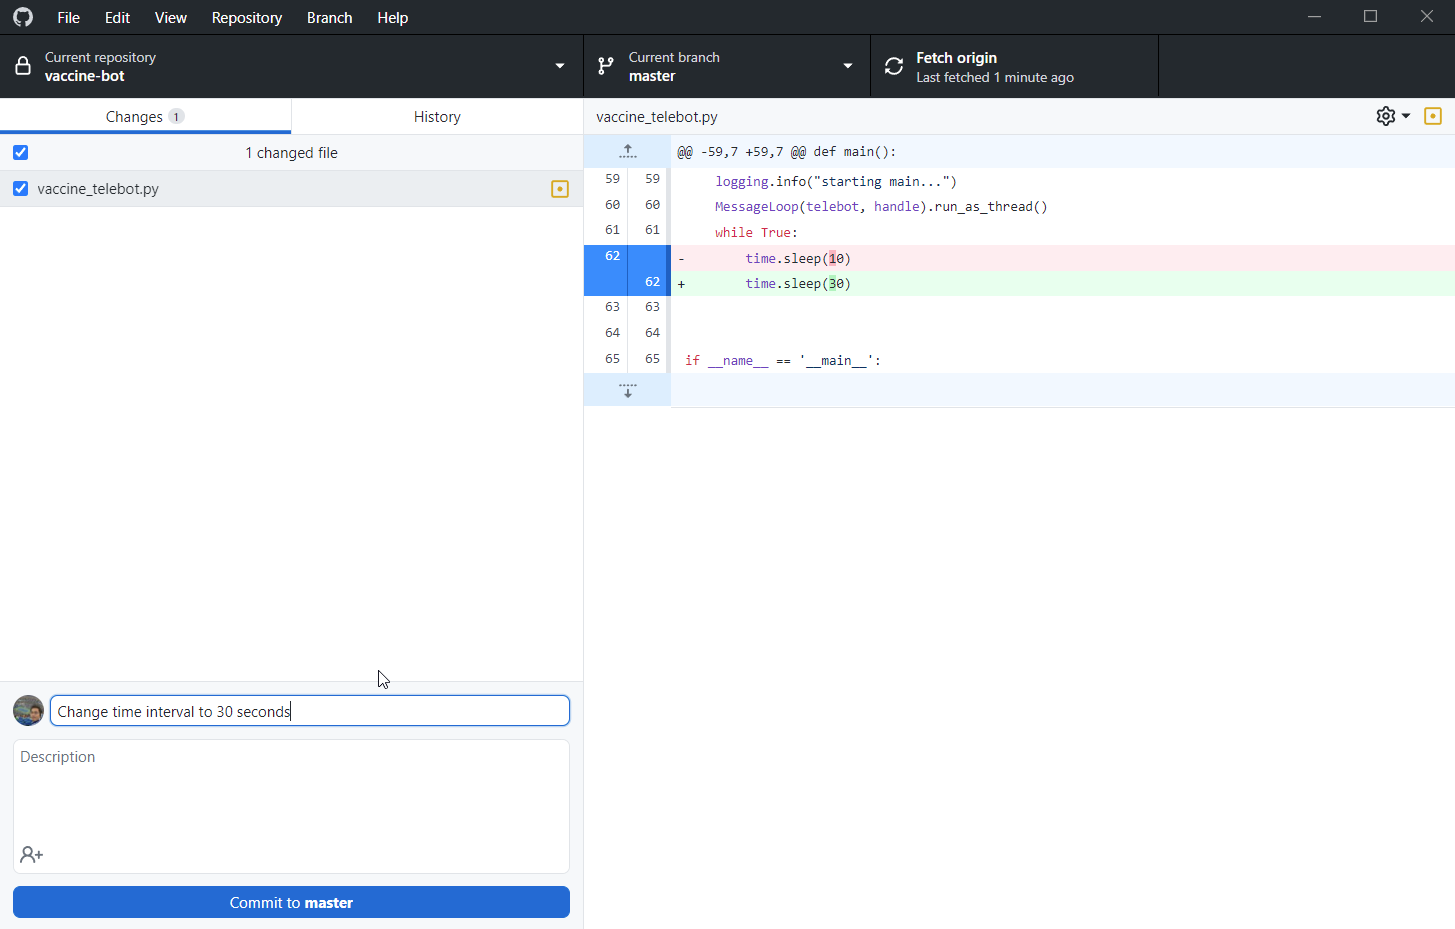 File Edit View Repository Branch Help
Current repository
vaccine-bot
Current branch
master
Fetch origin
Last fetched 1 minute ago
Changes 1
History
1 changed file
vaccine_telebot.py
vaccine_telebot.py
@@ -59,7 +59,7 @@ def main():
59 59 logging.info("starting main...")
60 60 MessageLoop(telebot, handle).run_as_thread()
61 61 while True:
62 - time.sleep(10)
62 + time.sleep(30)
63 63
64 64
65 65 if __name__ == '__main__':
Change time interval to 30 seconds
Description
Commit to master